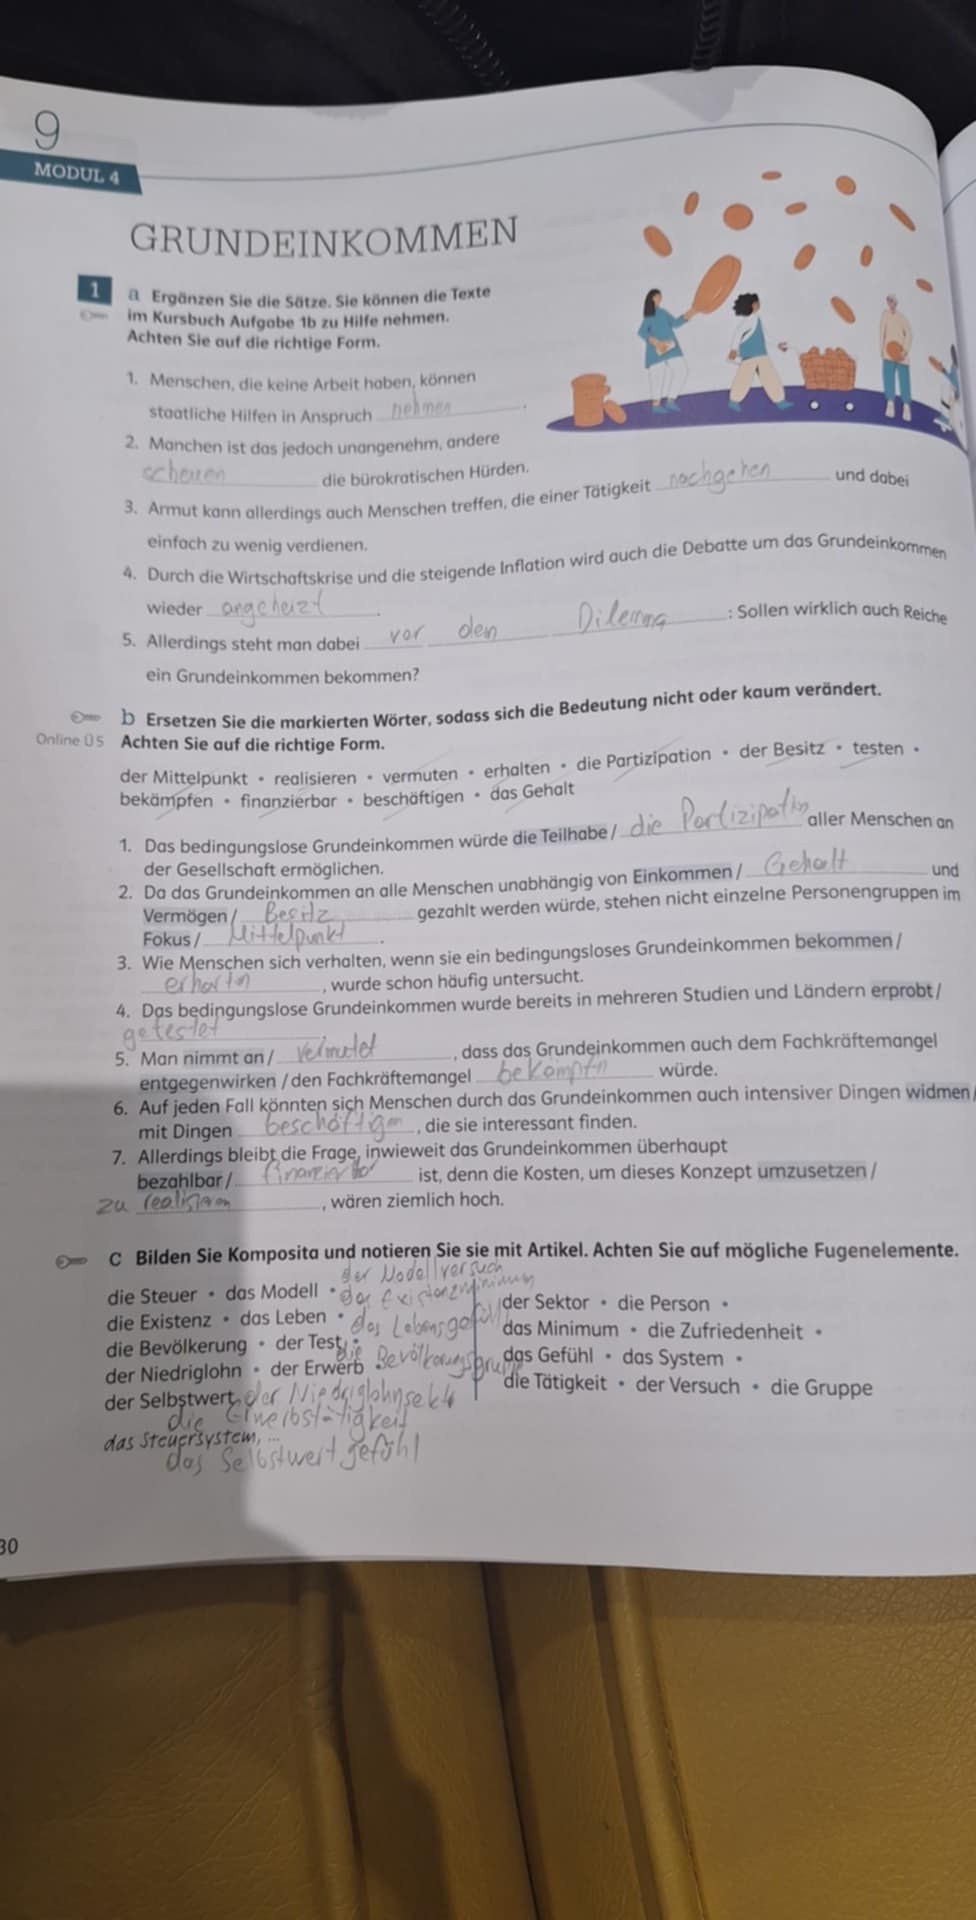 9
MODUL 4
GRUNDEINKOMMEN
1 a Ergänzen Sie die Sätze. Sie können die Texte
im Kursbuch Aufgabe 1b zu Hilfe nehmen.
Achten Sie auf die richtige Form.
1. Menschen, die keine Arbeit haben, können
staatliche Hilfen in Anspruch nehmen.
2. Manchen ist das jedoch unangenehm, andere
scheuen die bürokratischen Hürden.
3. Armut kann allerdings auch Menschen treffen, die einer Tätigkeit nachgehen und dabei
einfach zu wenig verdienen.
4. Durch die Wirtschaftskrise und die steigende Inflation wird auch die Debatte um das Grundeinkommen
wieder angeheizt.
5. Allerdings steht man dabei vor den Dilemma: Sollen wirklich auch Reiche
ein Grundeinkommen bekommen?
b Ersetzen Sie die markierten Wörter, sodass sich die Bedeutung nicht oder kaum verändert.
Online Ü5 Achten Sie auf die richtige Form.
der Mittelpunkt • realisieren • vermuten • erhalten • die Partizipation • der Besitz • testen •
bekämpfen • finanzierbar • beschäftigen • das Gehalt
1. Das bedingungslose Grundeinkommen würde die Teilhabe / die Partizipation aller Menschen an
der Gesellschaft ermöglichen.
2. Da das Grundeinkommen an alle Menschen unabhängig von Einkommen / Gehalt und
Vermögen / Besitz gezahlt werden würde, stehen nicht einzelne Personengruppen im
Fokus / Mittelpunkt.
3. Wie Menschen sich verhalten, wenn sie ein bedingungsloses Grundeinkommen bekommen /
, wurde schon häufig untersucht.
4. Das bedingungslose Grundeinkommen wurde bereits in mehreren Studien und Ländern erprobt /
getestet.
5. Man nimmt an / vermutet, dass das Grundeinkommen auch dem Fachkräftemangel
entgegenwirken / den Fachkräftemangel bekämpfn würde.
6. Auf jeden Fall könnten sich Menschen durch das Grundeinkommen auch intensiver Dingen widmen /
mit Dingen beschäftigen, die sie interessant finden.
7. Allerdings bleibt die Frage, inwieweit das Grundeinkommen überhaupt
bezahlbar / finanzierbar ist, denn die Kosten, um dieses Konzept umzusetzen /
zu realisieren, wären ziemlich hoch.
c Bilden Sie Komposita und notieren Sie sie mit Artikel. Achten Sie auf mögliche Fugenelemente.
der Modellversuch
die Steuer • das Modell • das Existenzminimum
der Sektor • die Person •
die Existenz • das Leben • das Lebensgefühl
das Minimum • die Zufriedenheit •
die Bevölkerung • der Test • die Bevölkerungsgruppe
das Gefühl • das System •
der Niedriglohn • der Erwerb •
die Tätigkeit • der Versuch • die Gruppe
der Selbstwert der Niedriglohnsektor
die Erwerbstätigkeit
das Steuersystem, ...
das Selbstwertgefühl
30